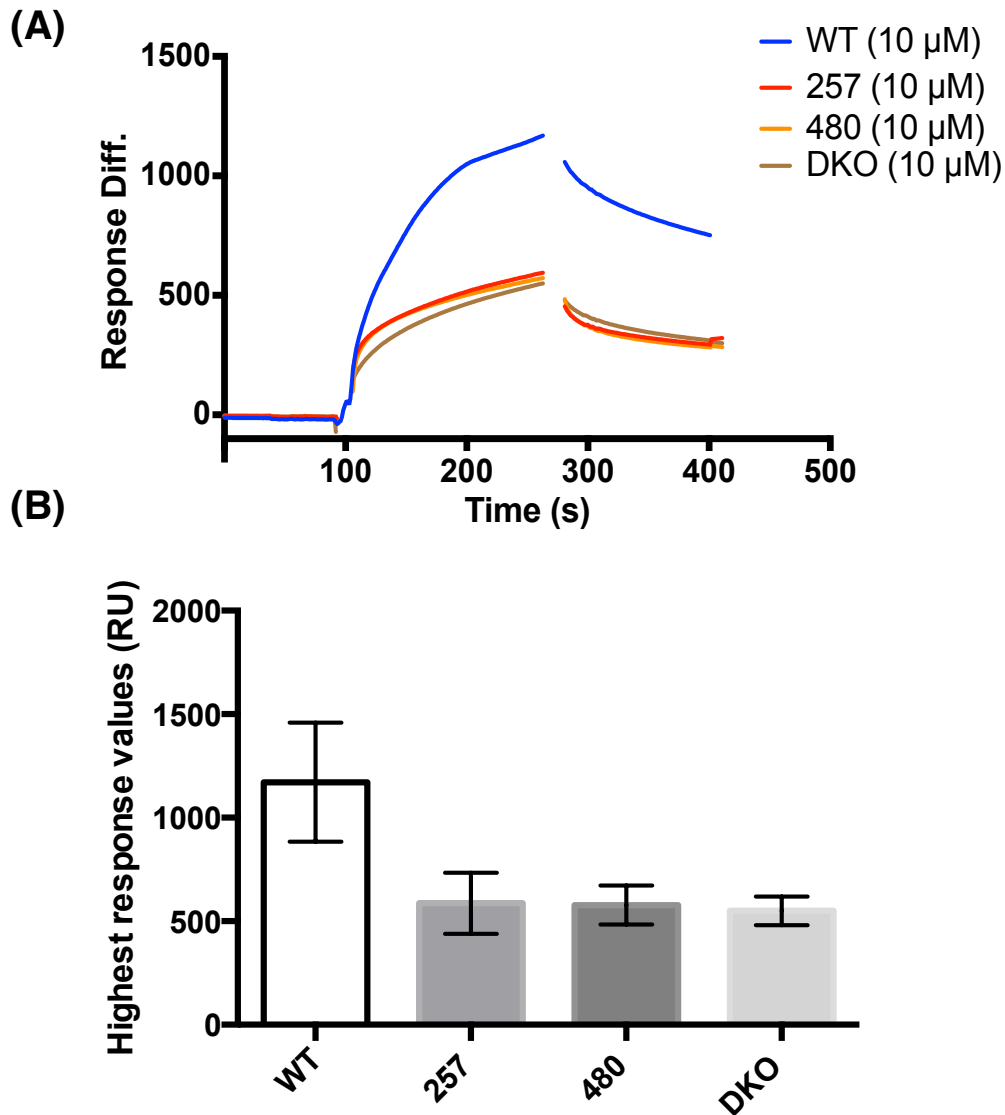 (A)
WT (10 µM)
257 (10 µM)
480 (10 µM)
DKO (10 µM)
Response Diff.
1500
1000
500
0
100
200
300
400
500
Time (s)
(B)
Highest response values (RU)
2000
1500
1000
500
0
WT
257
480
DKO